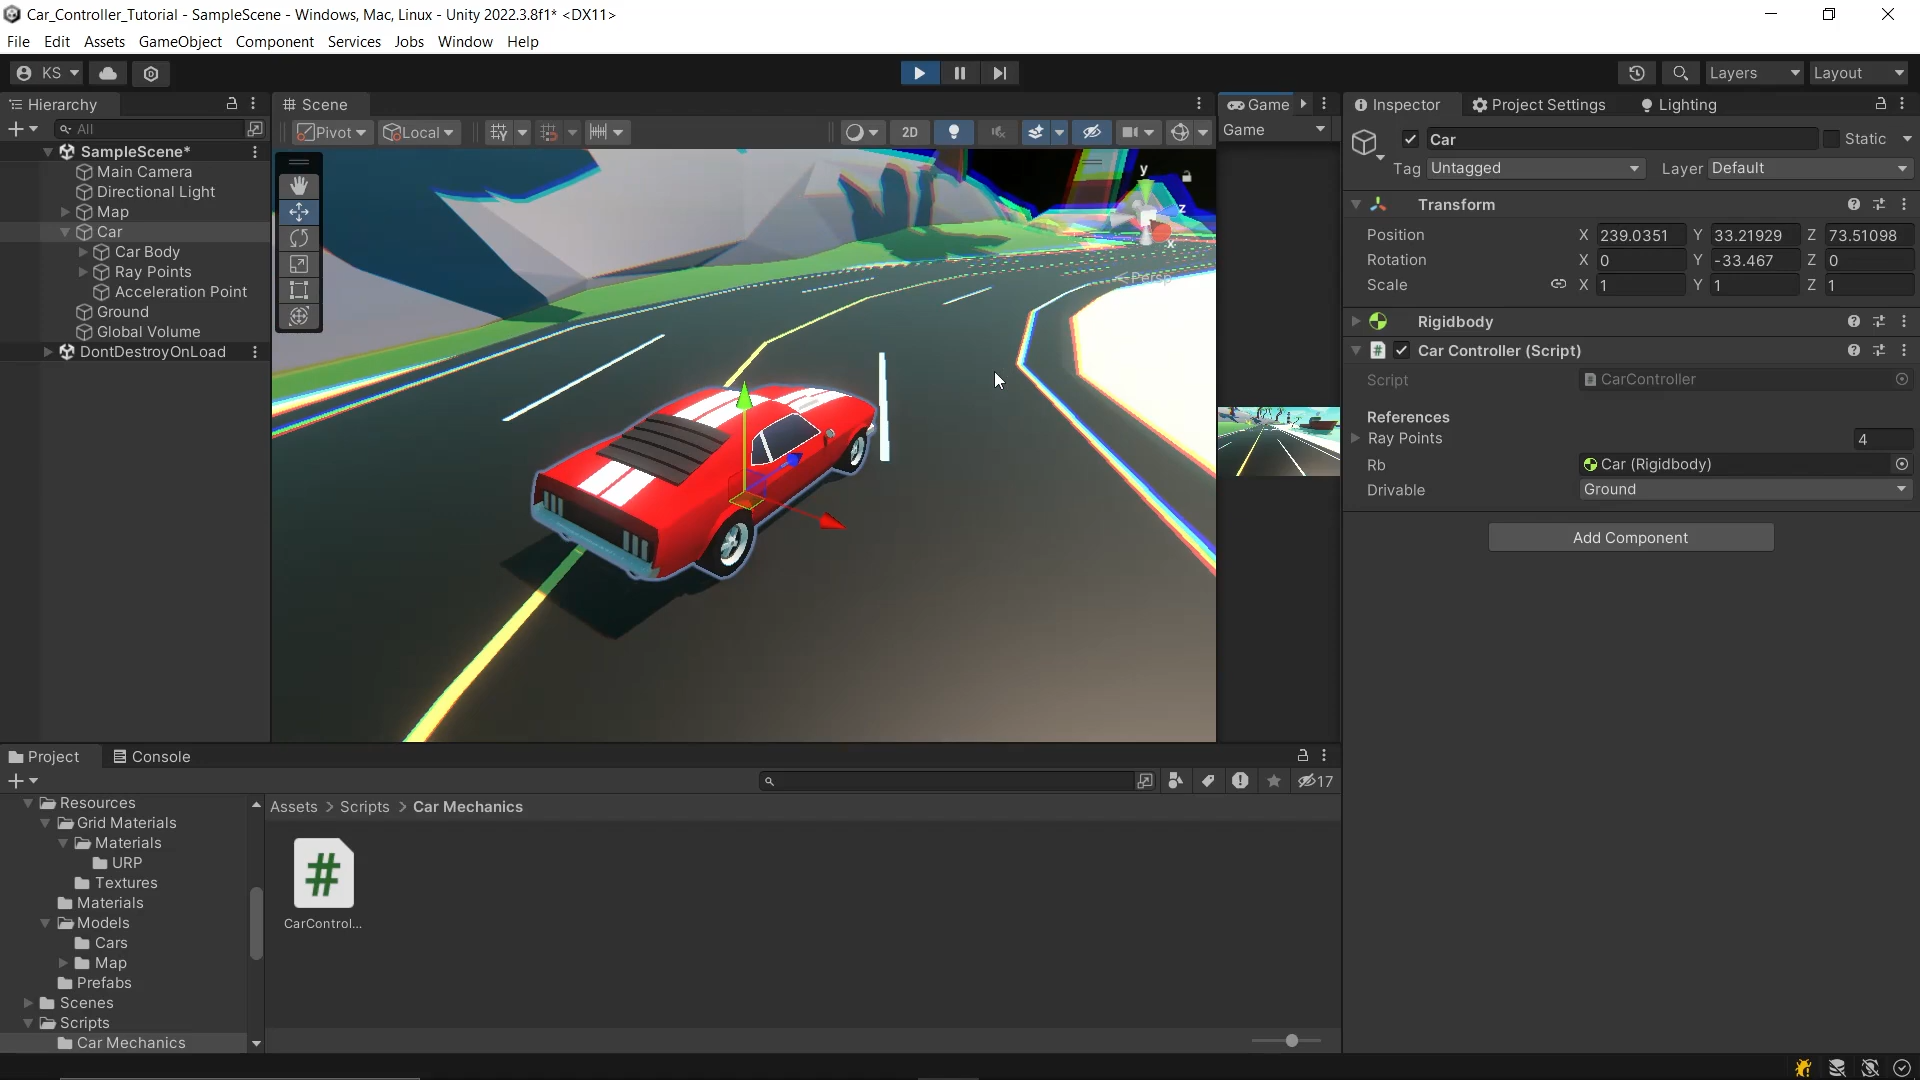 Car_Controller_Tutorial - SampleScene - Windows, Mac, Linux - Unity 2022.3.8f1* <DX11>
File Edit Assets GameObject Component Services Jobs Window Help
KS Layers Layout
Hierarchy
All
SampleScene*
Main Camera
Directional Light
Map
Car
Car Body
Ray Points
Acceleration Point
Ground
Global Volume
DontDestroyOnLoad
Scene
Pivot Local 2D
y
z
x
Persp
Game
Game
Inspector Project Settings Lighting
Car Static
Tag Untagged Layer Default
Transform
Position X 239.0351 Y 33.21929 Z 73.51098
Rotation X 0 Y -33.467 Z 0
Scale X 1 Y 1 Z 1
Rigidbody
# Car Controller (Script)
Script CarController
References
Ray Points 4
Rb Car (Rigidbody)
Drivable Ground
Add Component
Project Console
17
Resources
Grid Materials
Materials
URP
Textures
Materials
Models
Cars
Map
Prefabs
Scenes
Scripts
Car Mechanics
Assets > Scripts > Car Mechanics
#
CarControl...